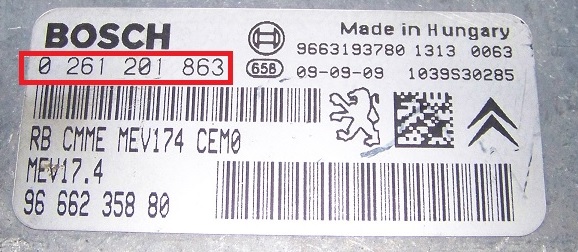 BOSCH
Made in Hungary
9663193780 1313 0063
0 261 201 863
658 09-09-09 1039S30285
RB CMME MEV174 CEM0
MEV17.4
96 662 358 80